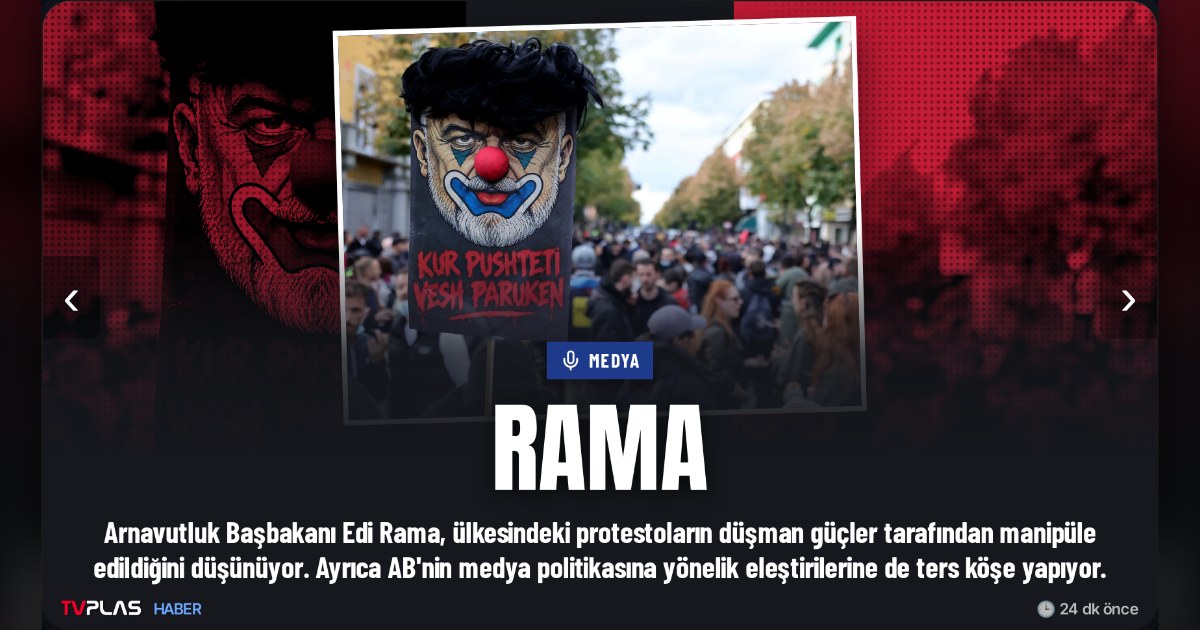 KUR PUSHTETI
VESH PARUKEN
MEDYA
RAMA
Arnavutluk Başbakanı Edi Rama, ülkesindeki protestoların düşman güçler tarafından manipüle
edildiğini düşünüyor. Ayrıca AB'nin medya politikasına yönelik eleştirilerine de ters köşe yapıyor.
TVPLAS HABER
24 dk önce